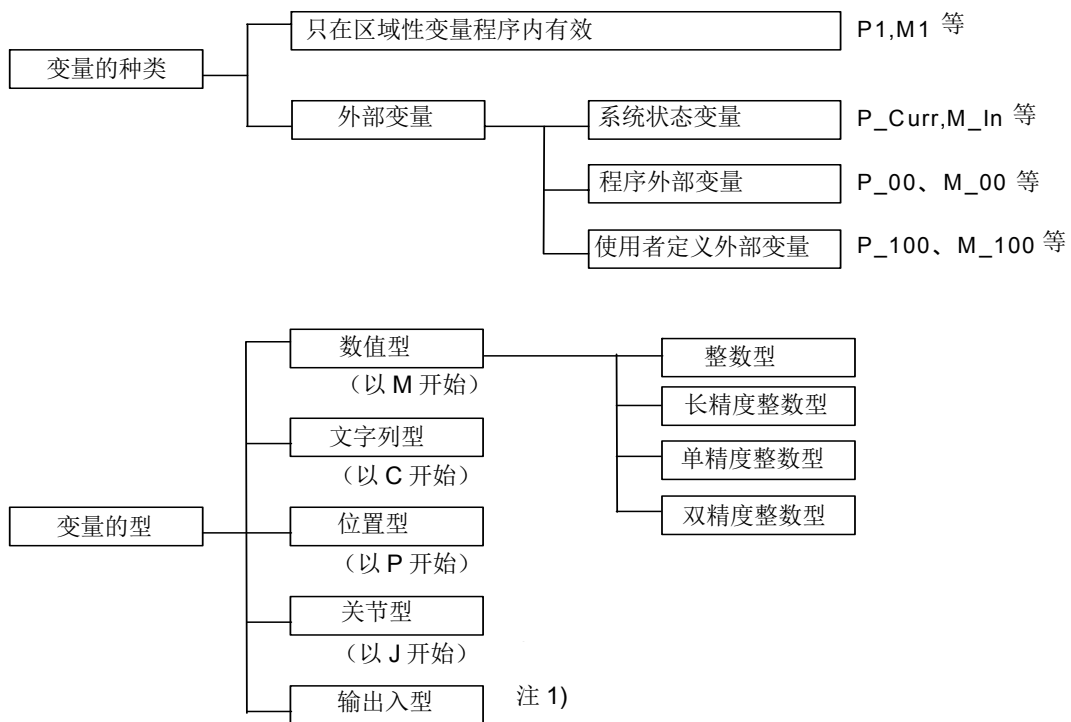 只在区域性变量程序内有效 P1,M1 等
变量的种类
外部变量 系统状态变量 P_Curr,M_In 等
程序外部变量 P_00、M_00 等
使用者定义外部变量 P_100、M_100 等
数值型 整数型
（以 M 开始）
长精度整数型
文字列型 单精度整数型
（以 C 开始）
双精度整数型
变量的型 位置型
（以 P 开始）
关节型
（以 J 开始）
输出入型 注 1)